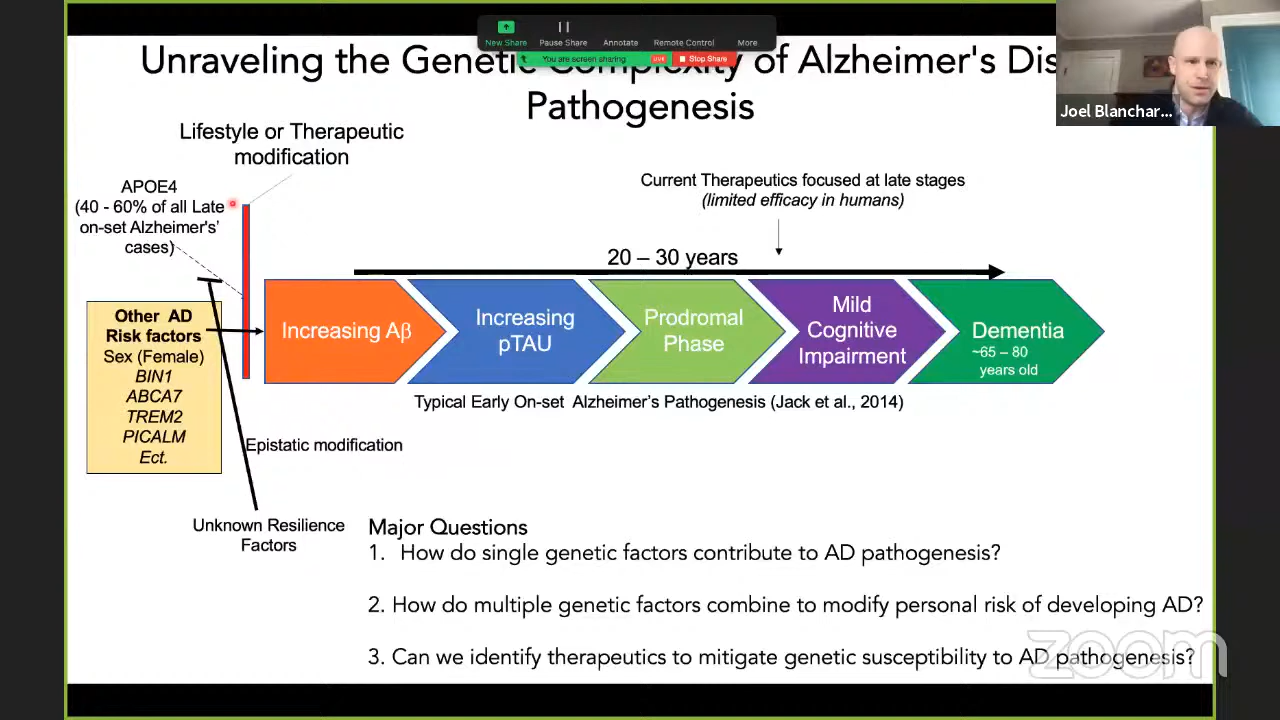 New Share
Pause Share
Annotate
Remote Control
More
You are screen sharing
LIVE
Stop Share
Unraveling the Genetic Complexity of Alzheimer's Dis
Pathogenesis
Joel Blanchar...
Lifestyle or Therapeutic
modification
APOE4
(40 - 60% of all Late
on-set Alzheimer's'
cases)
Current Therapeutics focused at late stages
(limited efficacy in humans)
20 – 30 years
Other AD
Risk factors
Sex (Female)
BIN1
ABCA7
TREM2
PICALM
Ect.
Increasing Aβ
Increasing
pTAU
Prodromal
Phase
Mild
Cognitive
Impairment
Dementia
~65 – 80
years old
Typical Early On-set Alzheimer's Pathogenesis (Jack et al., 2014)
Epistatic modification
Unknown Resilience
Factors
Major Questions
1. How do single genetic factors contribute to AD pathogenesis?
2. How do multiple genetic factors combine to modify personal risk of developing AD?
3. Can we identify therapeutics to mitigate genetic susceptibility to AD pathogenesis?
zoom